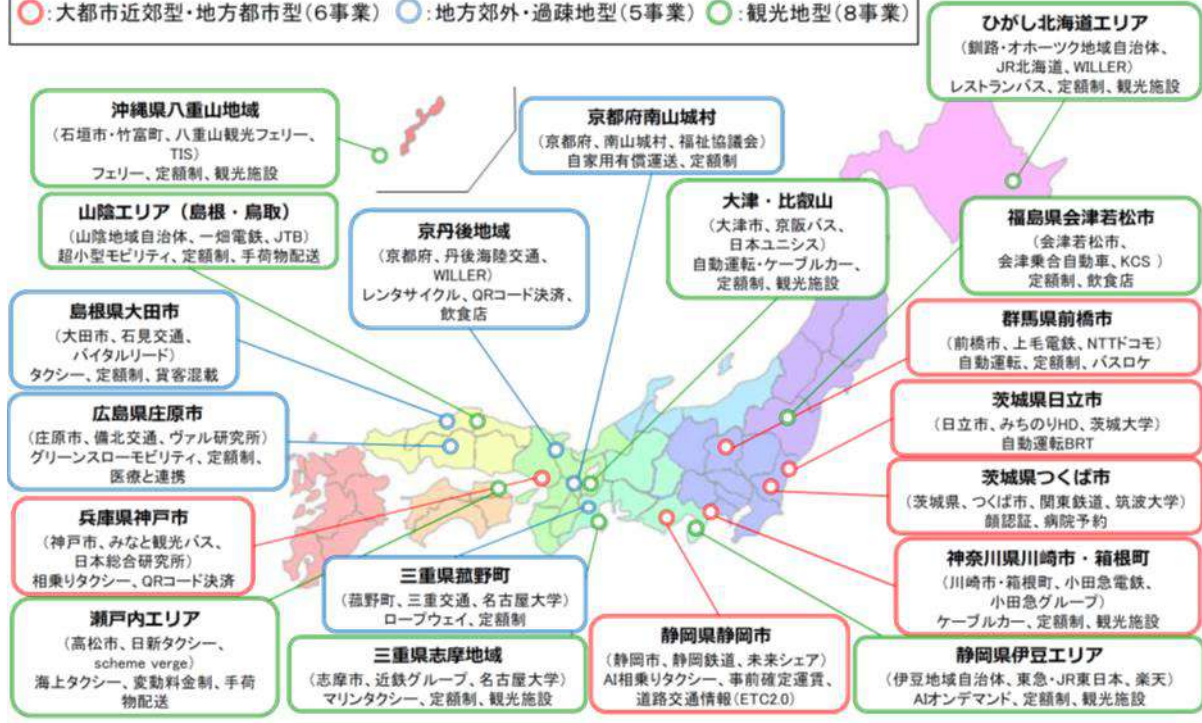 ○:大都市近郊型・地方都市型(6事業) ○:地方郊外・過疎地型(5事業) ○:観光地型(8事業)
ひがし北海道エリア
(釧路・オホーツク地域自治体、
JR北海道、WILLER)
レストランバス、定額制、観光施設
沖縄県八重山地域
(石垣市・竹富町、八重山観光フェリー、
TIS)
フェリー、定額制、観光施設
京都府南山城村
(京都府、南山城村、福祉協議会)
自家用有償運送、定額制
山陰エリア(島根・鳥取)
(山陰地域自治体、一畑電鉄、JTB)
超小型モビリティ、定額制、手荷物配送
京丹後地域
(京都府、丹後海陸交通、
WILLER)
レンタサイクル、QRコード決済、
飲食店
大津・比叡山
(大津市、京阪バス、
日本ユニシス)
自動運転・ケーブルカー、
定額制、観光施設
福島県会津若松市
(会津若松市、
会津乗合自動車、KCS )
定額制、飲食店
島根県大田市
(大田市、石見交通、
バイタルリード)
タクシー、定額制、貨客混載
群馬県前橋市
(前橋市、上毛電鉄、NTTドコモ)
自動運転、定額制、バスロケ
広島県庄原市
(庄原市、備北交通、ヴァル研究所)
グリーンスローモビリティ、定額制、
医療と連携
茨城県日立市
(日立市、みちのりHD、茨城大学)
自動運転BRT
茨城県つくば市
(茨城県、つくば市、関東鉄道、筑波大学)
顔認証、病院予約
兵庫県神戸市
(神戸市、みなと観光バス、
日本総合研究所)
相乗りタクシー、QRコード決済
神奈川県川崎市・箱根町
(川崎市・箱根町、小田急電鉄、
小田急グループ)
ケーブルカー、定額制、観光施設
三重県菰野町
(菰野町、三重交通、名古屋大学)
ロープウェイ、定額制
瀬戸内エリア
(高松市、日新タクシー、
scheme verge)
海上タクシー、変動料金制、手荷
物配送
三重県志摩地域
(志摩市、近鉄グループ、名古屋大学)
マリンタクシー、定額制、観光施設
静岡県静岡市
(静岡市、静岡鉄道、未来シェア)
AI相乗りタクシー、事前確定運賃、
道路交通情報(ETC2.0)
静岡県伊豆エリア
(伊豆地域自治体、東急・JR東日本、楽天)
AIオンデマンド、定額制、観光施設